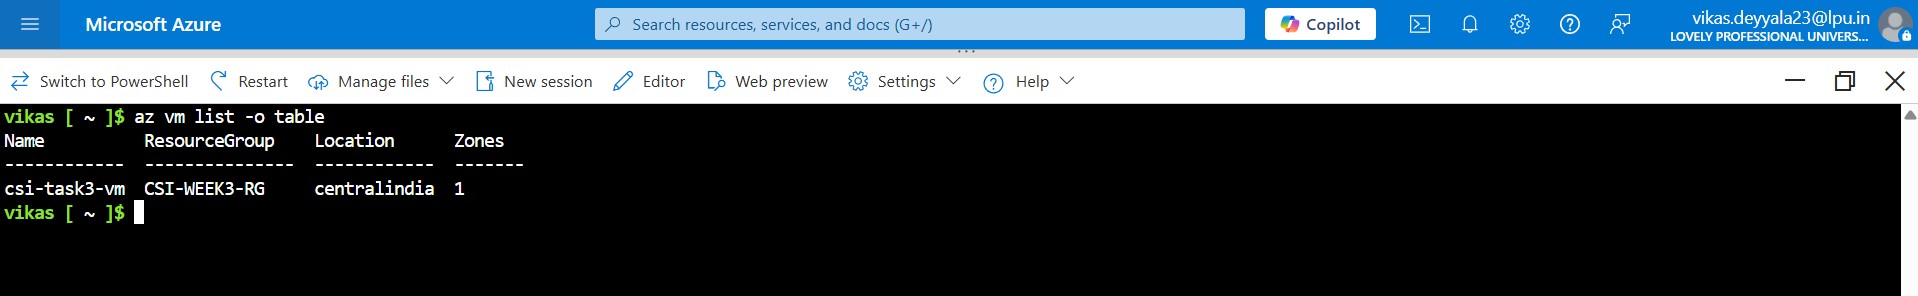 Microsoft Azure
Search resources, services, and docs (G+/)
Copilot
vikas.deyyala23@lpu.in
LOVELY PROFESSIONAL UNIVERS...
Switch to PowerShell Restart Manage files New session Editor Web preview Settings Help
vikas [ ~ ]$ az vm list -o table
Name ResourceGroup Location Zones
------------ --------------- ------------ -------
csi-task3-vm CSI-WEEK3-RG centralindia 1
vikas [ ~ ]$